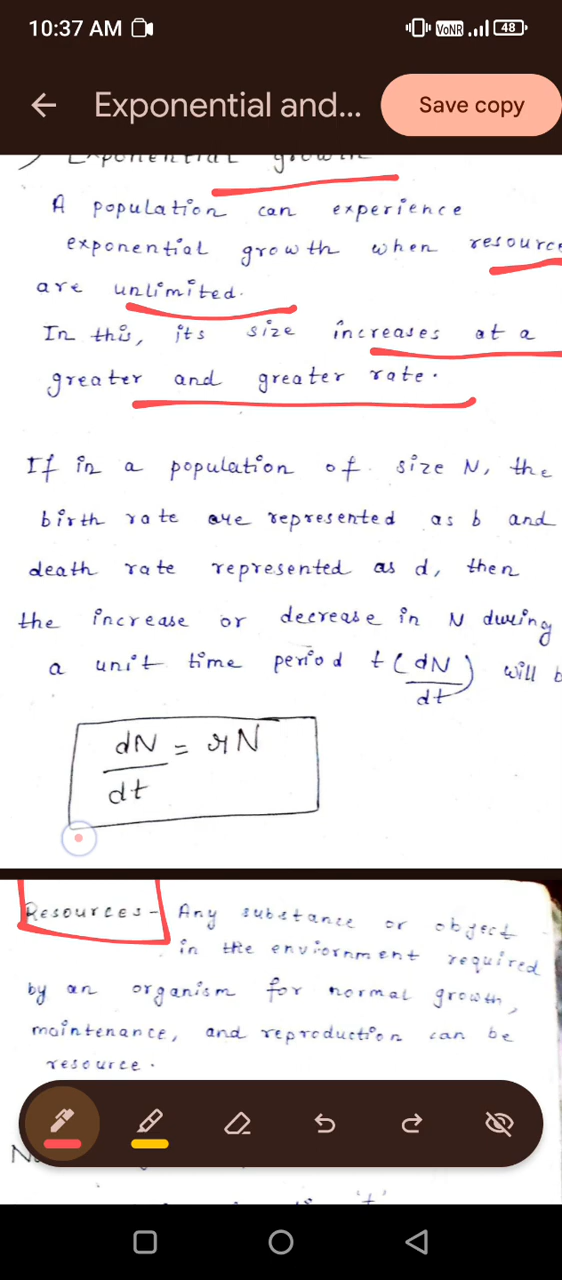 10:37 AM
VoNR 48
Exponential and...
Save copy
Exponential growth
A population can experience
exponential growth when resource
are unlimited.
In this, its size increases at a
greater and greater rate.
If in a population of size N, the
birth rate are represented as b and
death rate represented as d, then
the increase or decrease in N during
a unit time period t (dN/dt) will b
dN/dt = rN
Resources- Any substance or object
in the enviornment required
by an organism for normal growth,
maintenance, and reproduction can be
resource.